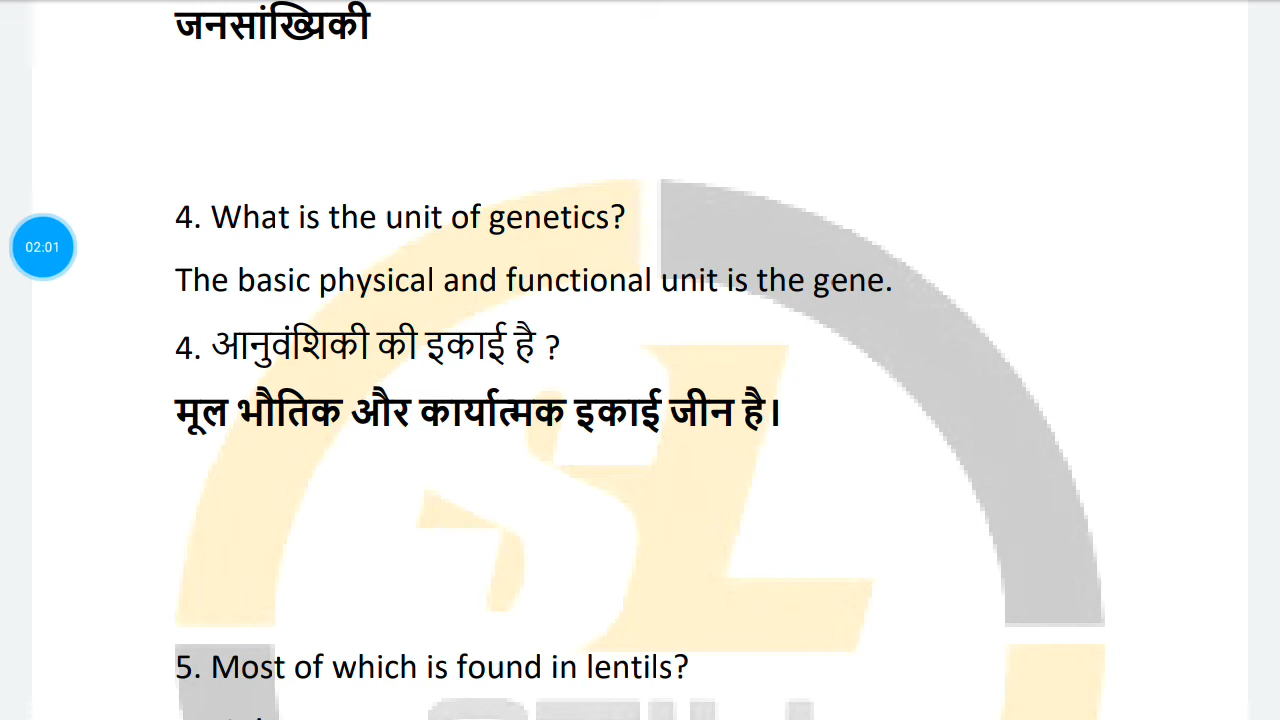 जनसांख्यिकी
4. What is the unit of genetics?
02:01
The basic physical and functional unit is the gene.
4. आनुवंशिकी की इकाई है ?
मूल भौतिक और कार्यात्मक इकाई जीन है।
SL
5. Most of which is found in lentils?